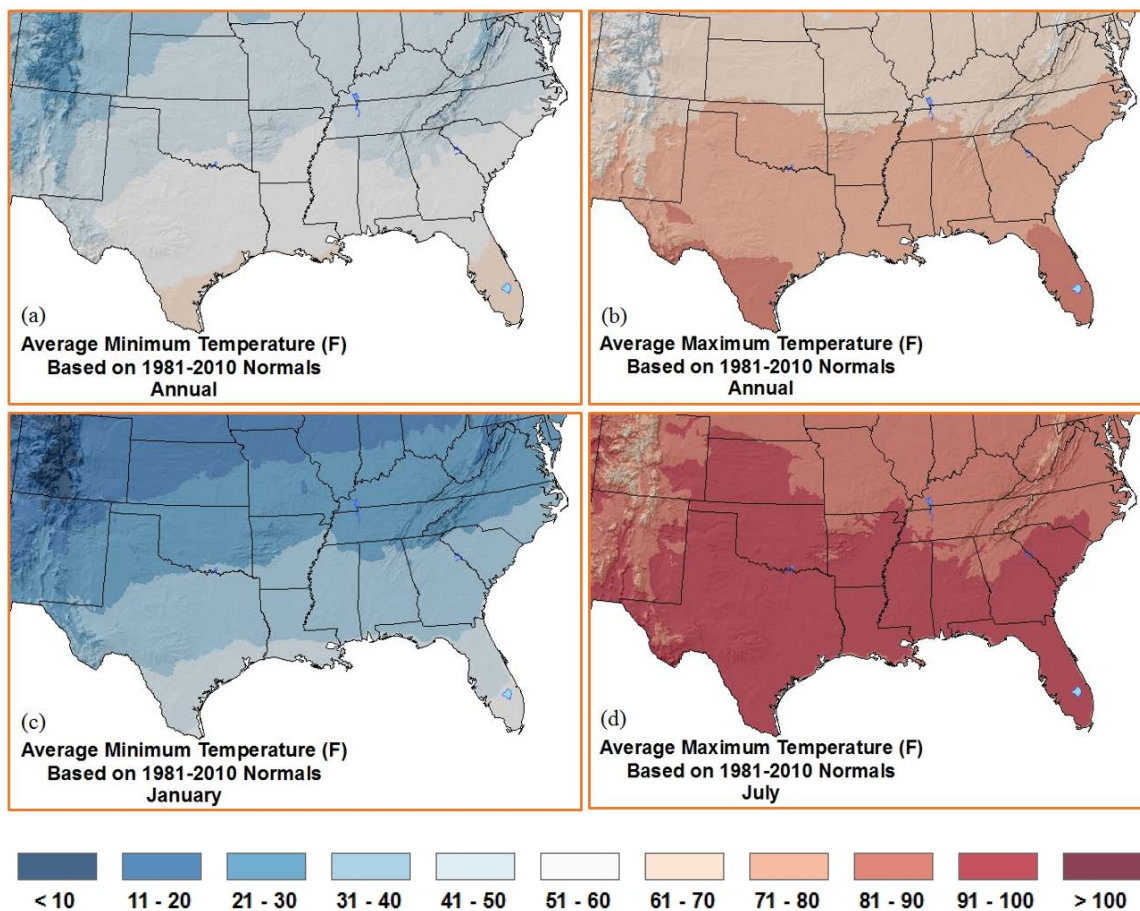 (a)
Average Minimum Temperature (F)
Based on 1981-2010 Normals
Annual
(b)
Average Maximum Temperature (F)
Based on 1981-2010 Normals
Annual
(c)
Average Minimum Temperature (F)
Based on 1981-2010 Normals
January
(d)
Average Maximum Temperature (F)
Based on 1981-2010 Normals
July
< 10 11 - 20 21 - 30 31 - 40 41 - 50 51 - 60 61 - 70 71 - 80 81 - 90 91 - 100 > 100